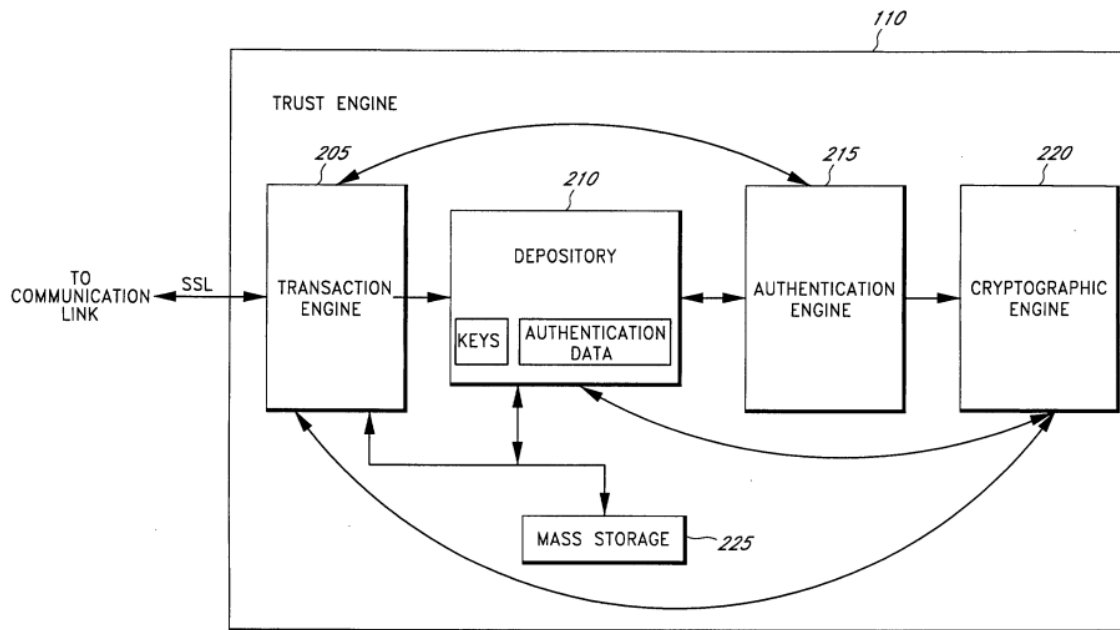 110
TRUST ENGINE
205
215
220
210
DEPOSITORY
TO
COMMUNICATION
LINK
SSL
TRANSACTION
ENGINE
KEYS
AUTHENTICATION
DATA
AUTHENTICATION
ENGINE
CRYPTOGRAPHIC
ENGINE
MASS STORAGE
225